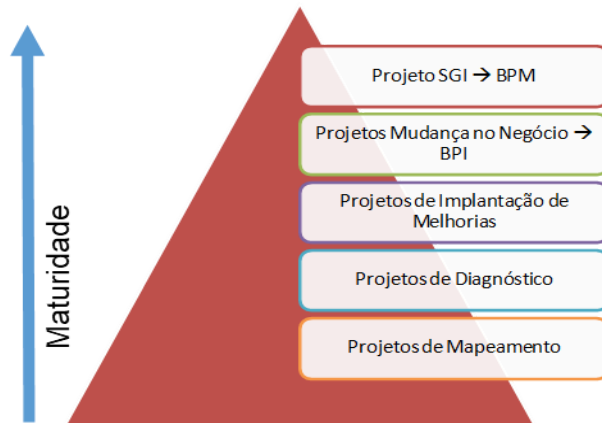 Projeto SGI → BPM
Projetos Mudança no Negócio →
BPI
Projetos de Implantação de
Melhorias
Projetos de Diagnóstico
Projetos de Mapeamento
Maturidade